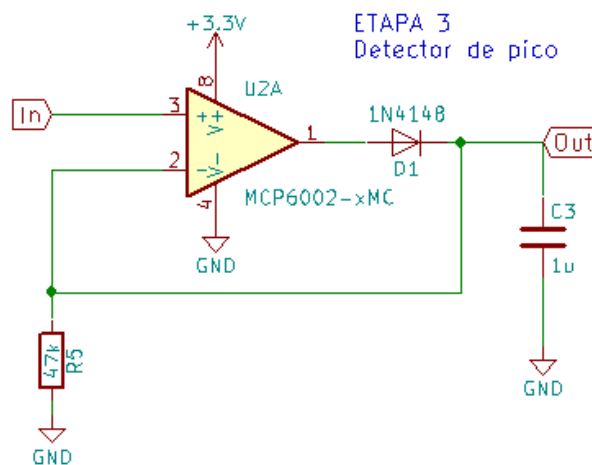 +3.3V
ETAPA 3
Detector de pico
U2A
8
In
3
+
V+
1
1N4148
D1
Out
2
-
V-
4
MCP6002-xMC
GND
C3
1u
47k
R5
GND
GND